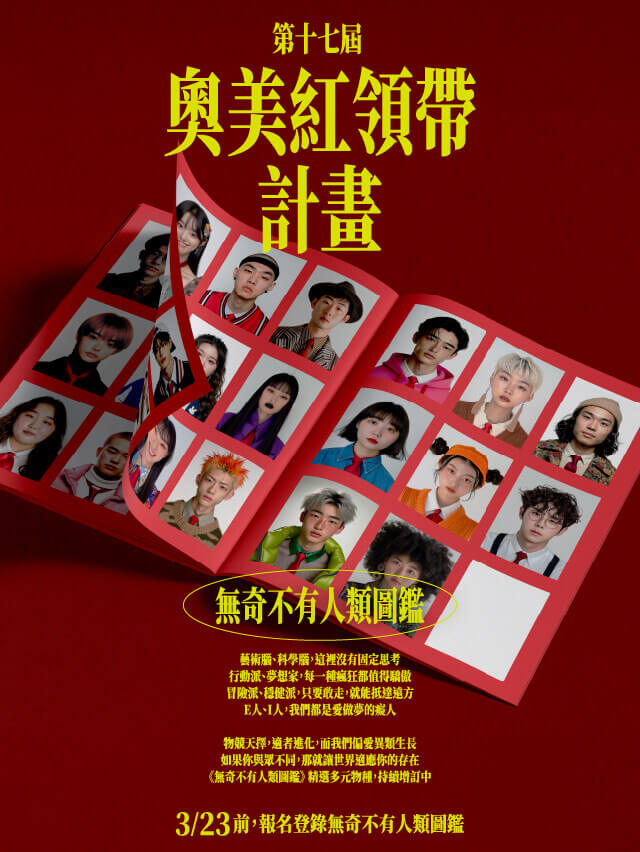 第十七屆
奧美紅領帶
計畫
無奇不有人類圖鑑
藝術腦、科學腦，這裡沒有固定思考
行動派、夢想家，每一種瘋狂都值得驕傲
冒險派、穩健派，只要敢走，就能抵達遠方
E人、I人，我們都是愛做夢的癡人
物競天擇，適者進化，而我們偏愛異類生長
如果你與眾不同，那就讓世界適應你的存在
《無奇不有人類圖鑑》精選多元物種，持續增訂中
3/23前，報名登錄無奇不有人類圖鑑